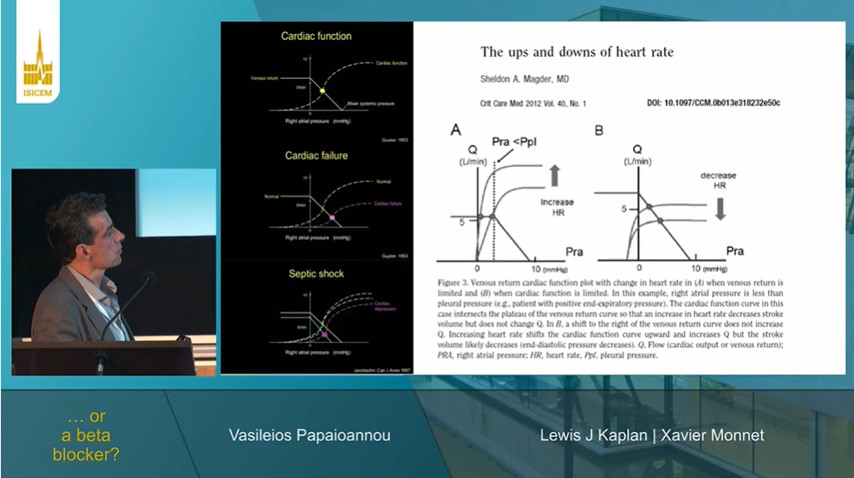 ISICEM
Cardiac function
Cardiac function
Venous return
Mean systemic pressure
Right atrial pressure (mmHg)
Guyton 1963
Cardiac failure
Normal
Normal
Cardiac failure
Right atrial pressure (mmHg)
Guyton 1963
Septic shock
Cardiac
depression
Right atrial pressure (mmHg)
The ups and downs of heart rate
Sheldon A. Magder, MD
Crit Care Med 2012 Vol. 40, No. 1
DOI: 10.1097/CCM.0b013e318232e50c
A
Q
(L/min)
Pra <Ppl
5
increase
HR
Pra
0
10 (mmHg)
B
Q
(L/min)
5
decrease
HR
Pra
0
10 (mmHg)
Figure 3. Venous return cardiac function plot with change in heart rate in (A) when venous return is
limited and (B) when cardiac function is limited. In this example, right atrial pressure is less than
pleural pressure (e.g., patient with positive end-expiratory pressure). The cardiac function curve in this
case intersects the plateau of the venous return curve so that an increase in heart rate decreases stroke
volume but does not change Q. In B, a shift to the right of the venous return curve does not increase
Q. Increasing heart rate shifts the cardiac function curve upward and increases Q but the stroke
volume likely decreases (end-diastolic pressure decreases). Q, Flow (cardiac output or venous return);
PRA, right atrial pressure; HR, heart rate, Ppl, pleural pressure.
… or
a beta
blocker?
Vasileios Papaioannou
Lewis J Kaplan | Xavier Monnet